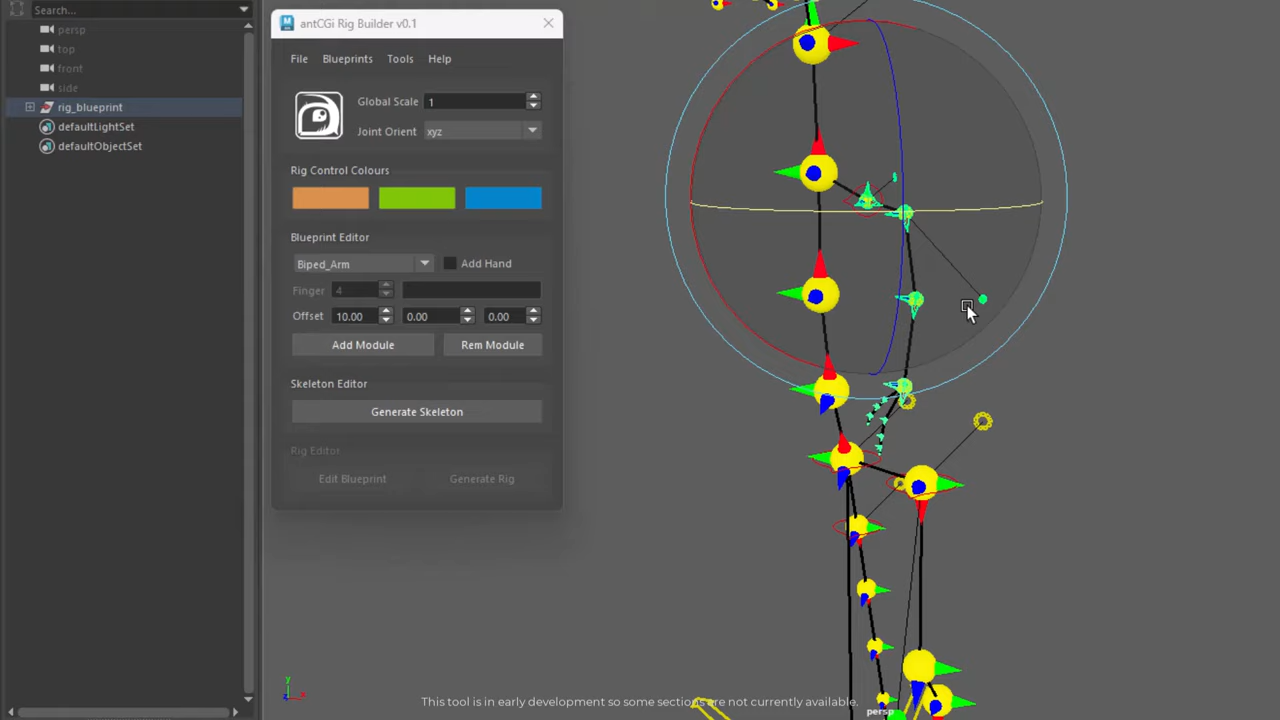 Search...
persp
top
front
side
rig_blueprint
defaultLightSet
defaultObjectSet
antCGi Rig Builder v0.1
File Blueprints Tools Help
Global Scale 1
Joint Orient xyz
Rig Control Colours
Blueprint Editor
Biped_Arm Add Hand
Finger 4
Offset 10.00 0.00 0.00
Add Module Rem Module
Skeleton Editor
Generate Skeleton
Rig Editor
Edit Blueprint Generate Rig
y
z x
This tool is in early development so some sections are not currently available.
persp